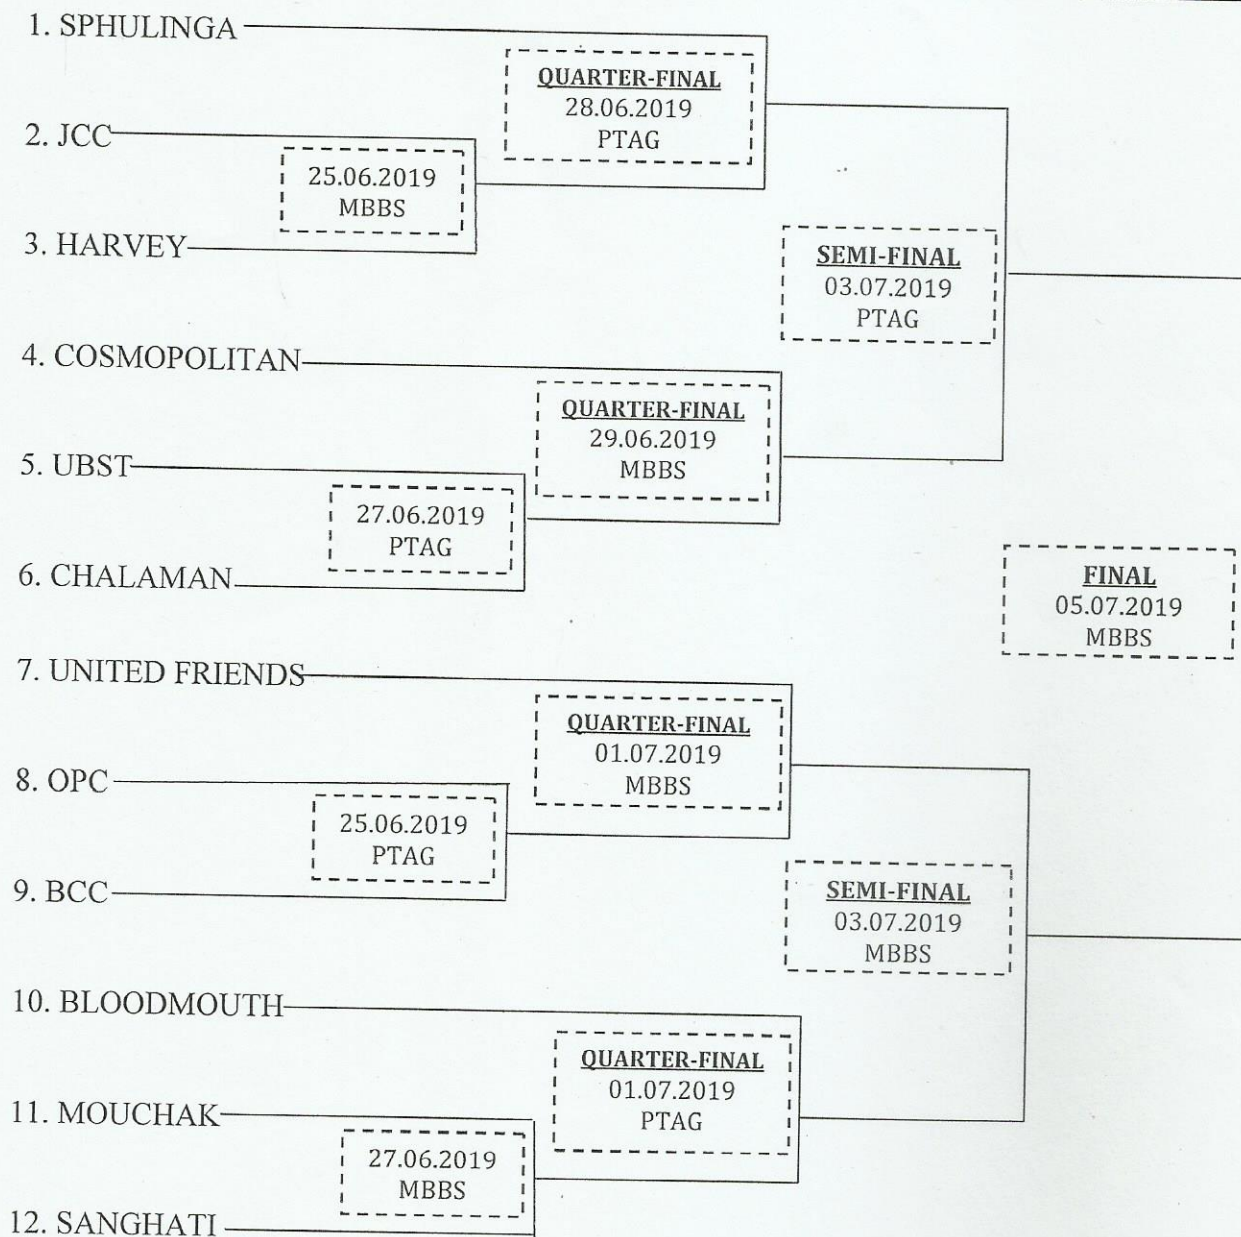 1. SPHULINGA
QUARTER-FINAL
28.06.2019
PTAG
2. JCC
25.06.2019
MBBS
3. HARVEY
SEMI-FINAL
03.07.2019
PTAG
4. COSMOPOLITAN
QUARTER-FINAL
29.06.2019
MBBS
5. UBST
27.06.2019
PTAG
6. CHALAMAN
FINAL
05.07.2019
MBBS
7. UNITED FRIENDS
QUARTER-FINAL
01.07.2019
MBBS
8. OPC
25.06.2019
PTAG
9. BCC
SEMI-FINAL
03.07.2019
MBBS
10. BLOODMOUTH
QUARTER-FINAL
01.07.2019
PTAG
11. MOUCHAK
27.06.2019
MBBS
12. SANGHATI